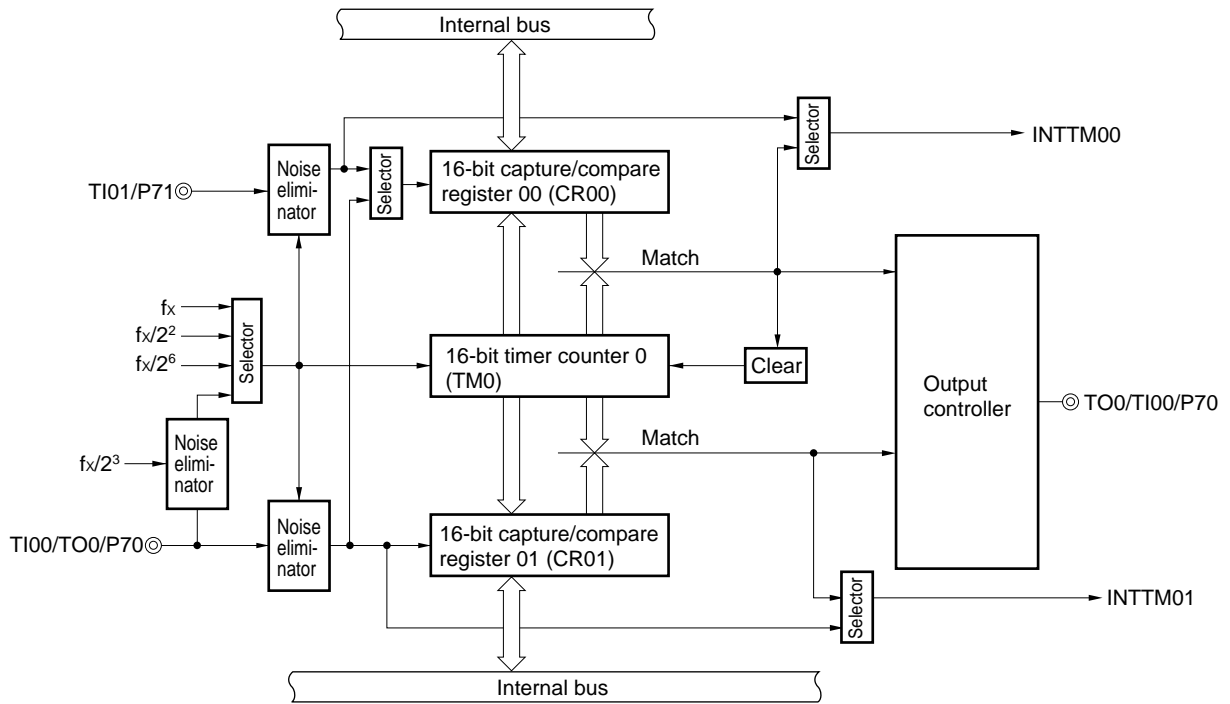 Internal bus
Selector
INTTM00
TI01/P71
Noise
elimi-
nator
Selector
16-bit capture/compare
register 00 (CR00)
Match
fX
fX/2²
fX/2⁶
Selector
16-bit timer counter 0
(TM0)
Clear
Output
controller
TO0/TI00/P70
fX/2³
Noise
elimi-
nator
Match
TI00/TO0/P70
Noise
elimi-
nator
16-bit capture/compare
register 01 (CR01)
Selector
INTTM01
Internal bus